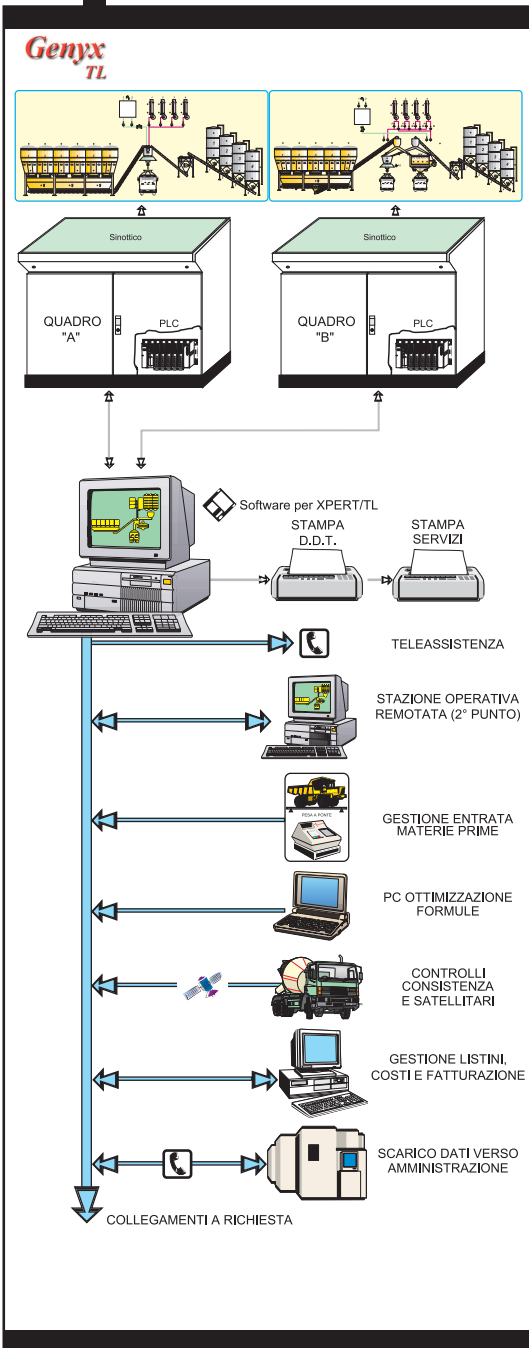 Genyx
TL
Sinottico
Sinottico
QUADRO
"A"
PLC
QUADRO
"B"
PLC
Software per XPERT/TL
STAMPA
D.D.T.
STAMPA
SERVIZI
TELEASSISTENZA
STAZIONE OPERATIVA
REMOTATA (2° PUNTO)
PESA A PONTE
GESTIONE ENTRATA
MATERIE PRIME
PC OTTIMIZZAZIONE
FORMULE
CONTROLLI
CONSISTENZA
E SATELLITARI
GESTIONE LISTINI,
COSTI E FATTURAZIONE
SCARICO DATI VERSO
AMMINISTRAZIONE
COLLEGAMENTI A RICHIESTA